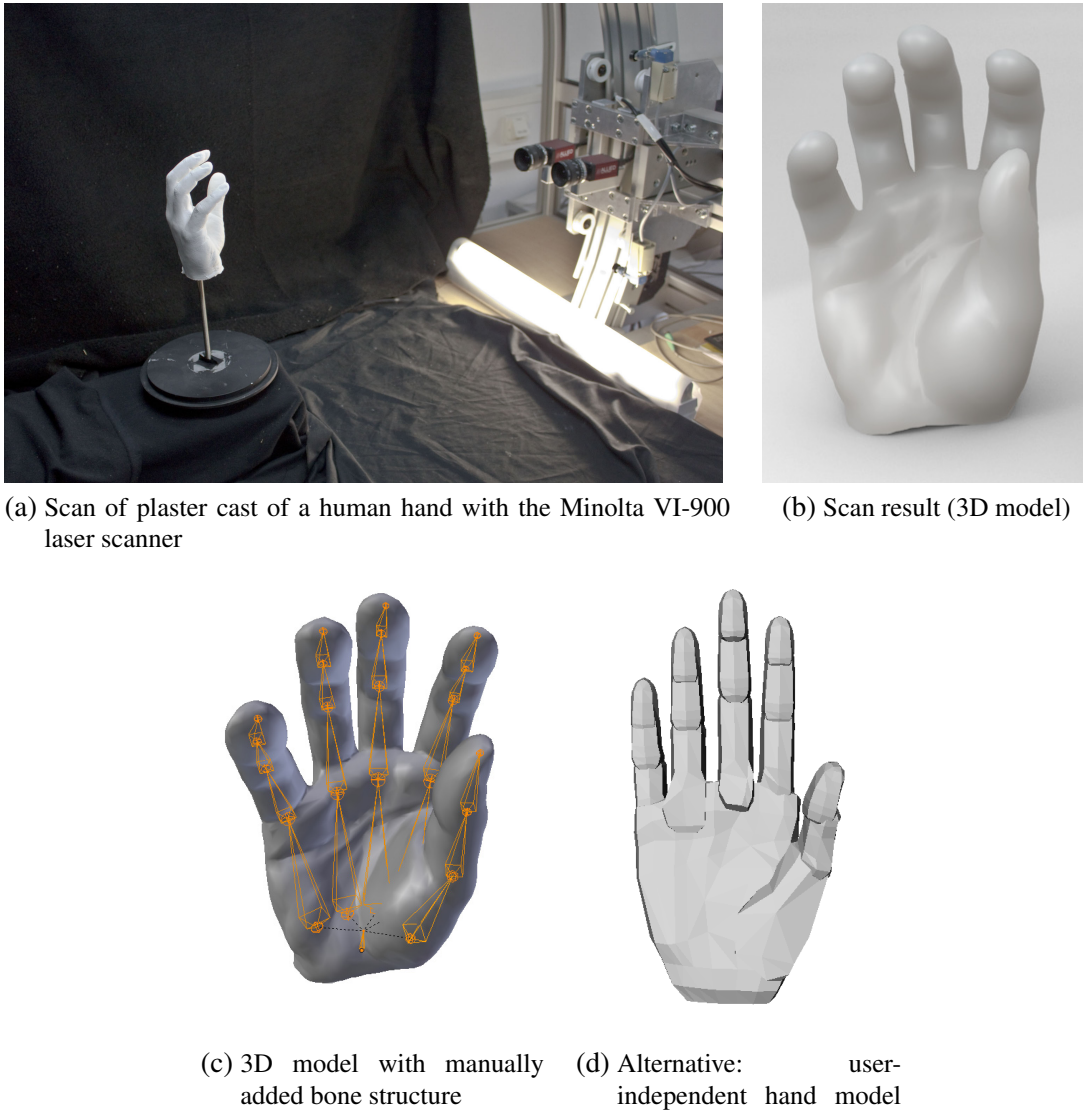 (a) Scan of plaster cast of a human hand with the Minolta VI-900
laser scanner
(b) Scan result (3D model)
(c) 3D model with manually
added bone structure
(d) Alternative: user-
independent hand model